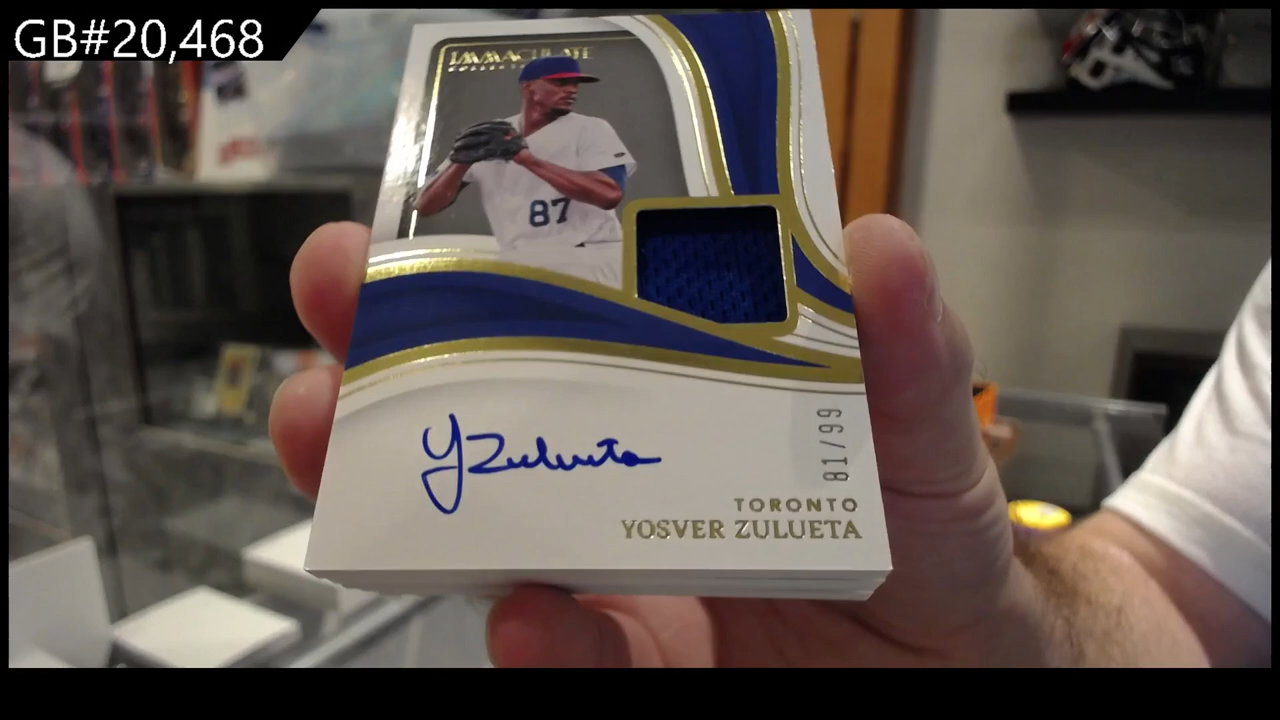 GB#20,468
IMMACULATE
87
Y Zulueta
81/99
TORONTO
YOSVER ZULUETA